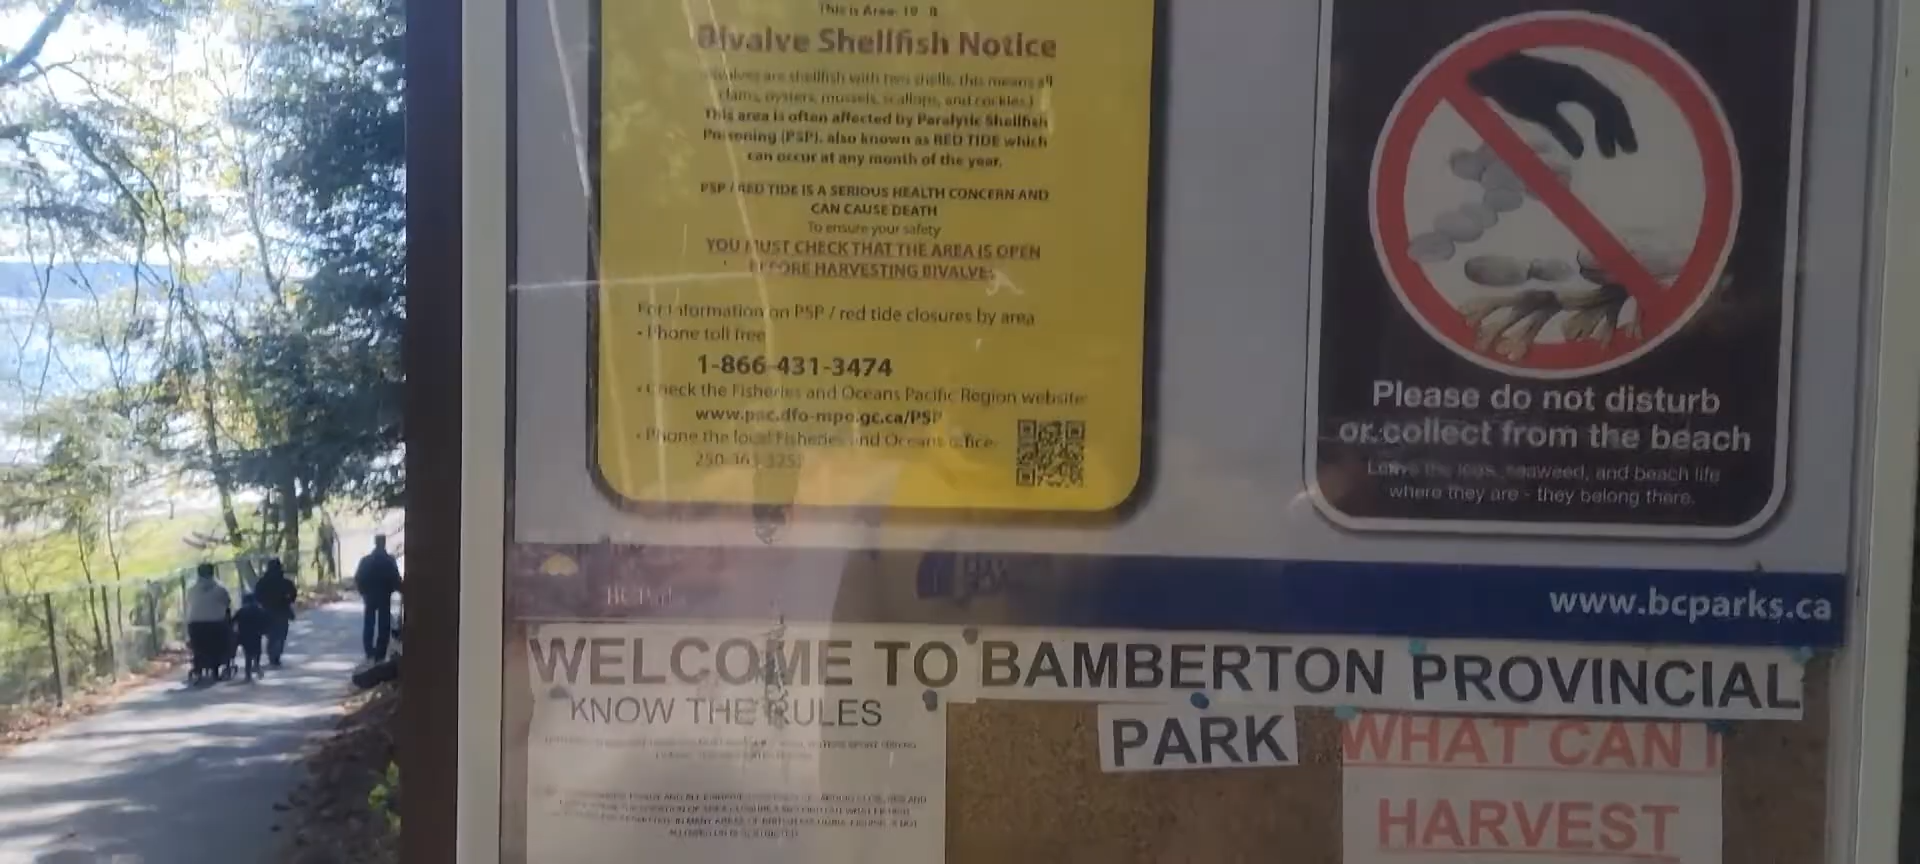 This is Area: 19 - 8
Bivalve Shellfish Notice
bivalves are shellfish with two shells, this means all
clams, oysters, mussels, scallops, and cockles)
This area is often affected by Paralytic Shellfish
Poisoning (PSP), also known as RED TIDE which
can occur at any month of the year.
PSP / RED TIDE IS A SERIOUS HEALTH CONCERN AND
CAN CAUSE DEATH
To ensure your safety
YOU MUST CHECK THAT THE AREA IS OPEN
BEFORE HARVESTING BIVALVES
For information on PSP / red tide closures by area
• Phone toll free
1-866-431-3474
• Check the Fisheries and Oceans Pacific Region website
www.pac.dfo-mpo.gc.ca/PSP
• Phone the local Fisheries and Oceans office
Please do not disturb
or collect from the beach
Leave the logs, seaweed, and beach life
where they are - they belong there.
BC Parks
www.bcparks.ca
WELCOME TO BAMBERTON PROVINCIAL
PARK
KNOW THE RULES
WHAT CAN I
HARVEST